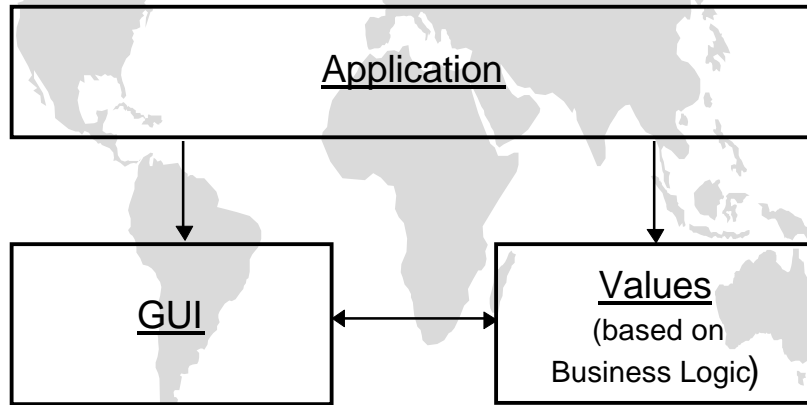 Application
GUI
Values
(based on
Business Logic)